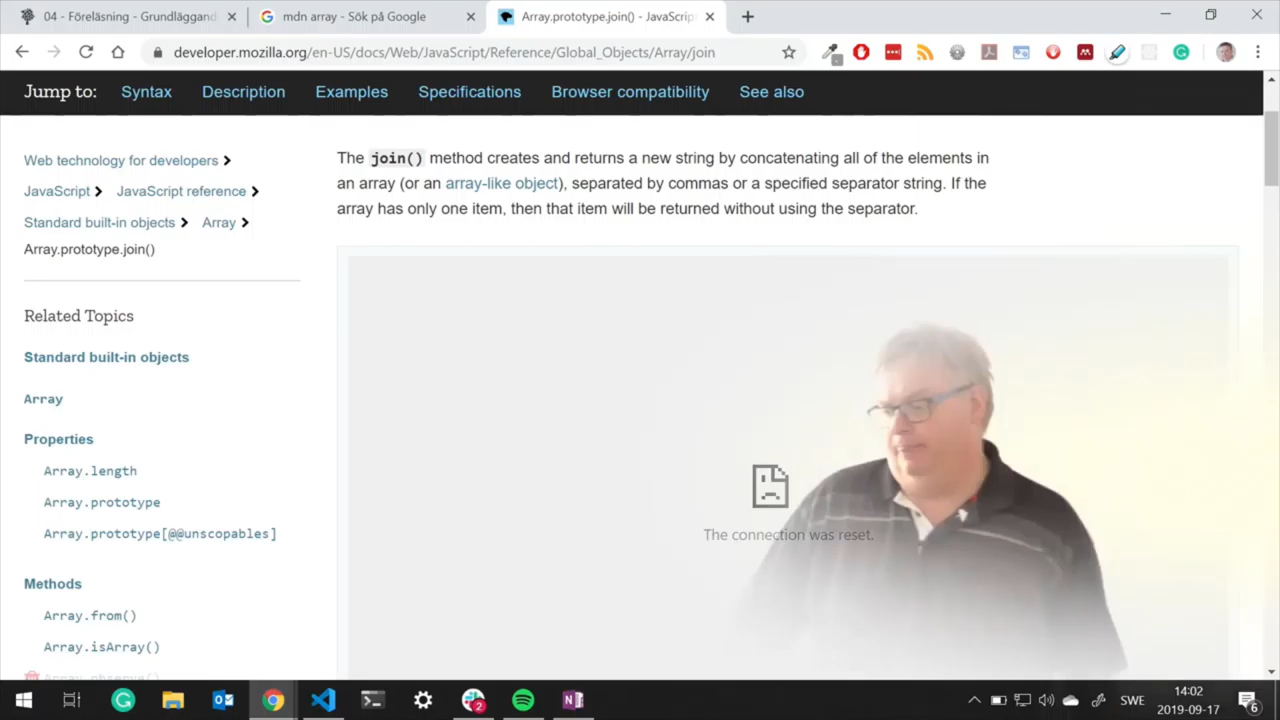 04 - Föreläsning - Grundläggand
mdn array - Sök på Google
Array.prototype.join() - JavaScrip
developer.mozilla.org/en-US/docs/Web/JavaScript/Reference/Global_Objects/Array/join
Jump to: Syntax Description Examples Specifications Browser compatibility See also
Web technology for developers
JavaScript JavaScript reference
Standard built-in objects Array
Array.prototype.join()
Related Topics
Standard built-in objects
Array
Properties
Array.length
Array.prototype
Array.prototype[@@unscopables]
Methods
Array.from()
Array.isArray()
Array.observe()
The join() method creates and returns a new string by concatenating all of the elements in
an array (or an array-like object), separated by commas or a specified separator string. If the
array has only one item, then that item will be returned without using the separator.
The connection was reset.
2
SWE
14:02
2019-09-17
6